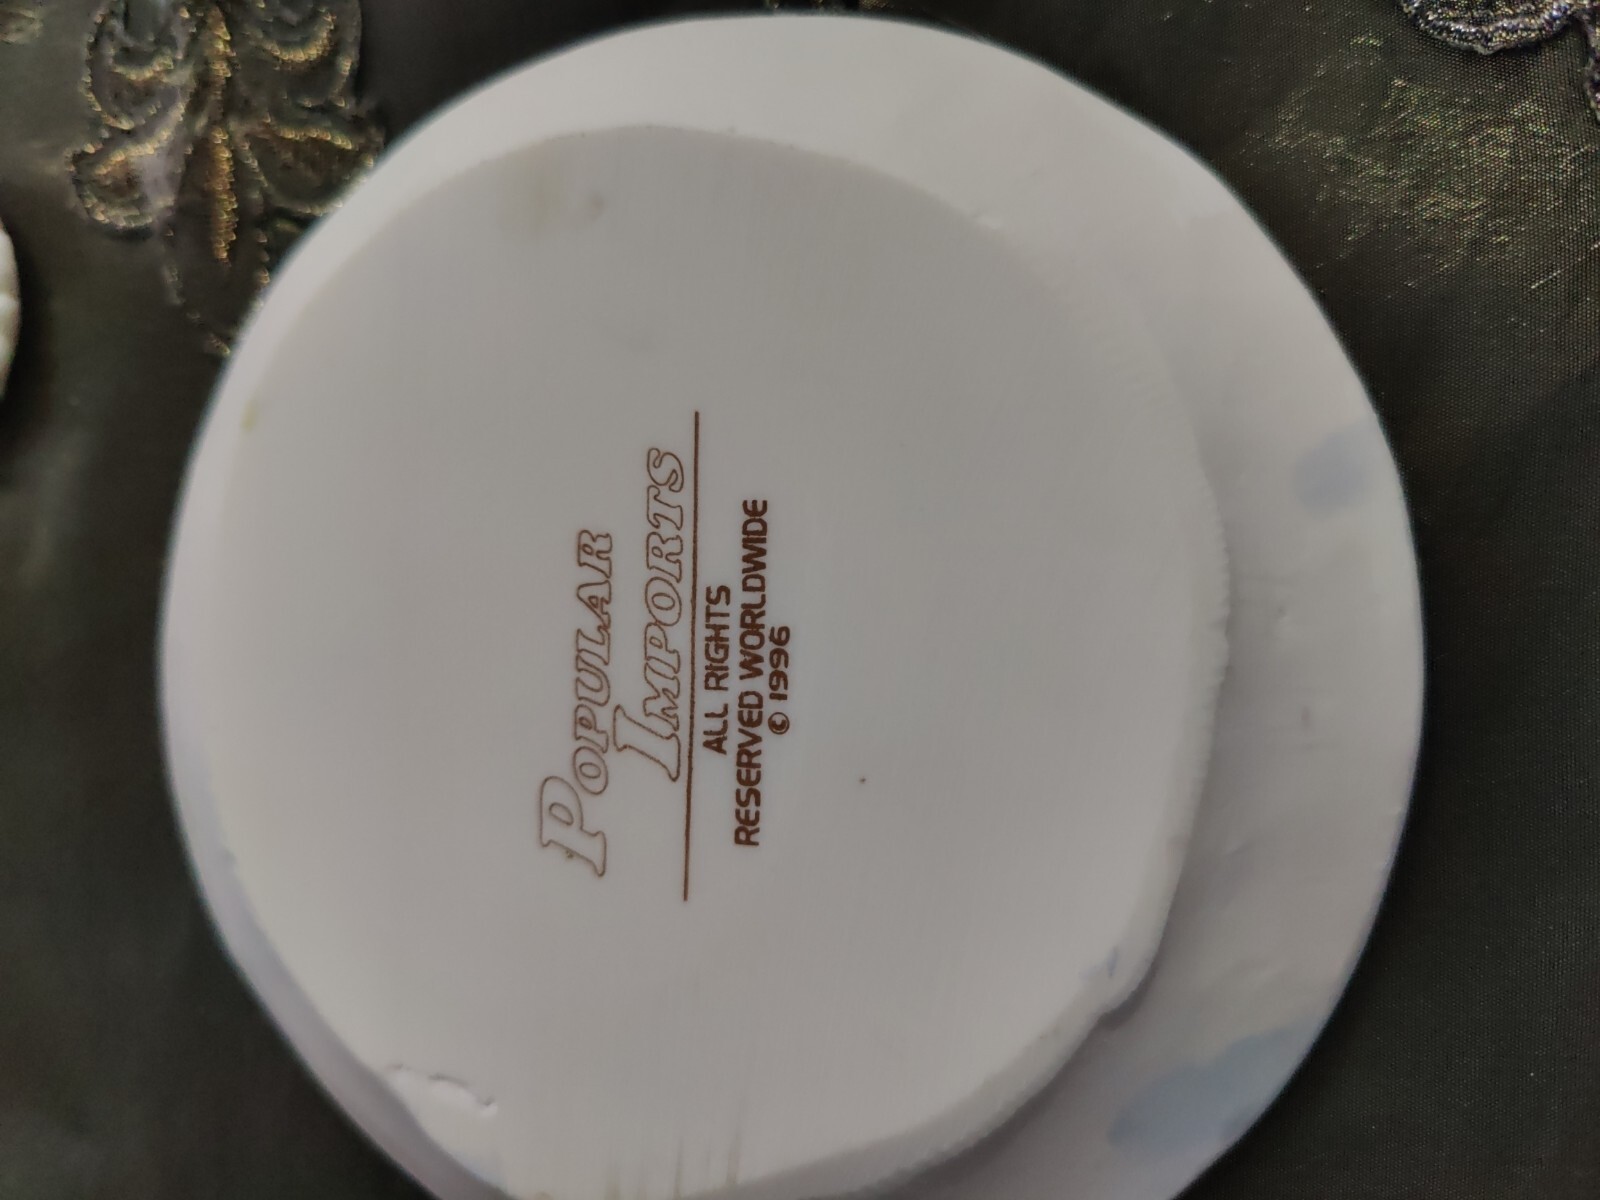 POPULAR
IMPORTS
ALL RIGHTS
RESERVED WORLDWIDE
© 1996